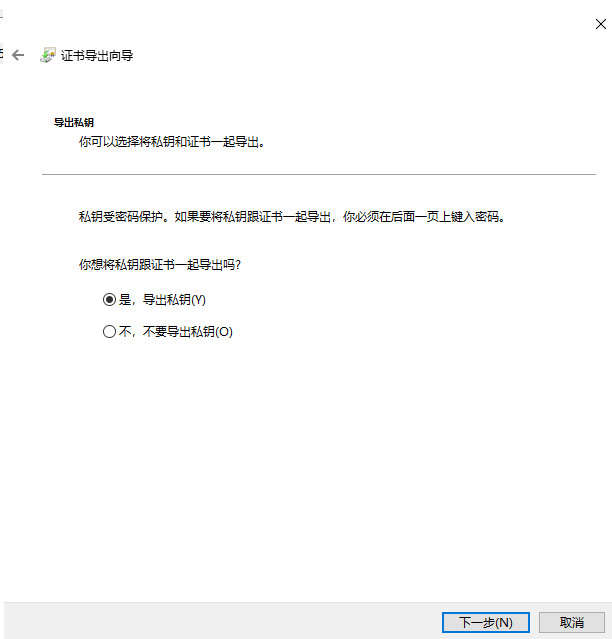 证书导出向导
导出私钥
你可以选择将私钥和证书一起导出。
私钥受密码保护。如果要将私钥跟证书一起导出，你必须在后面一页上键入密码。
你想将私钥跟证书一起导出吗?
是，导出私钥(Y)
不，不要导出私钥(O)
下一步(N)
取消